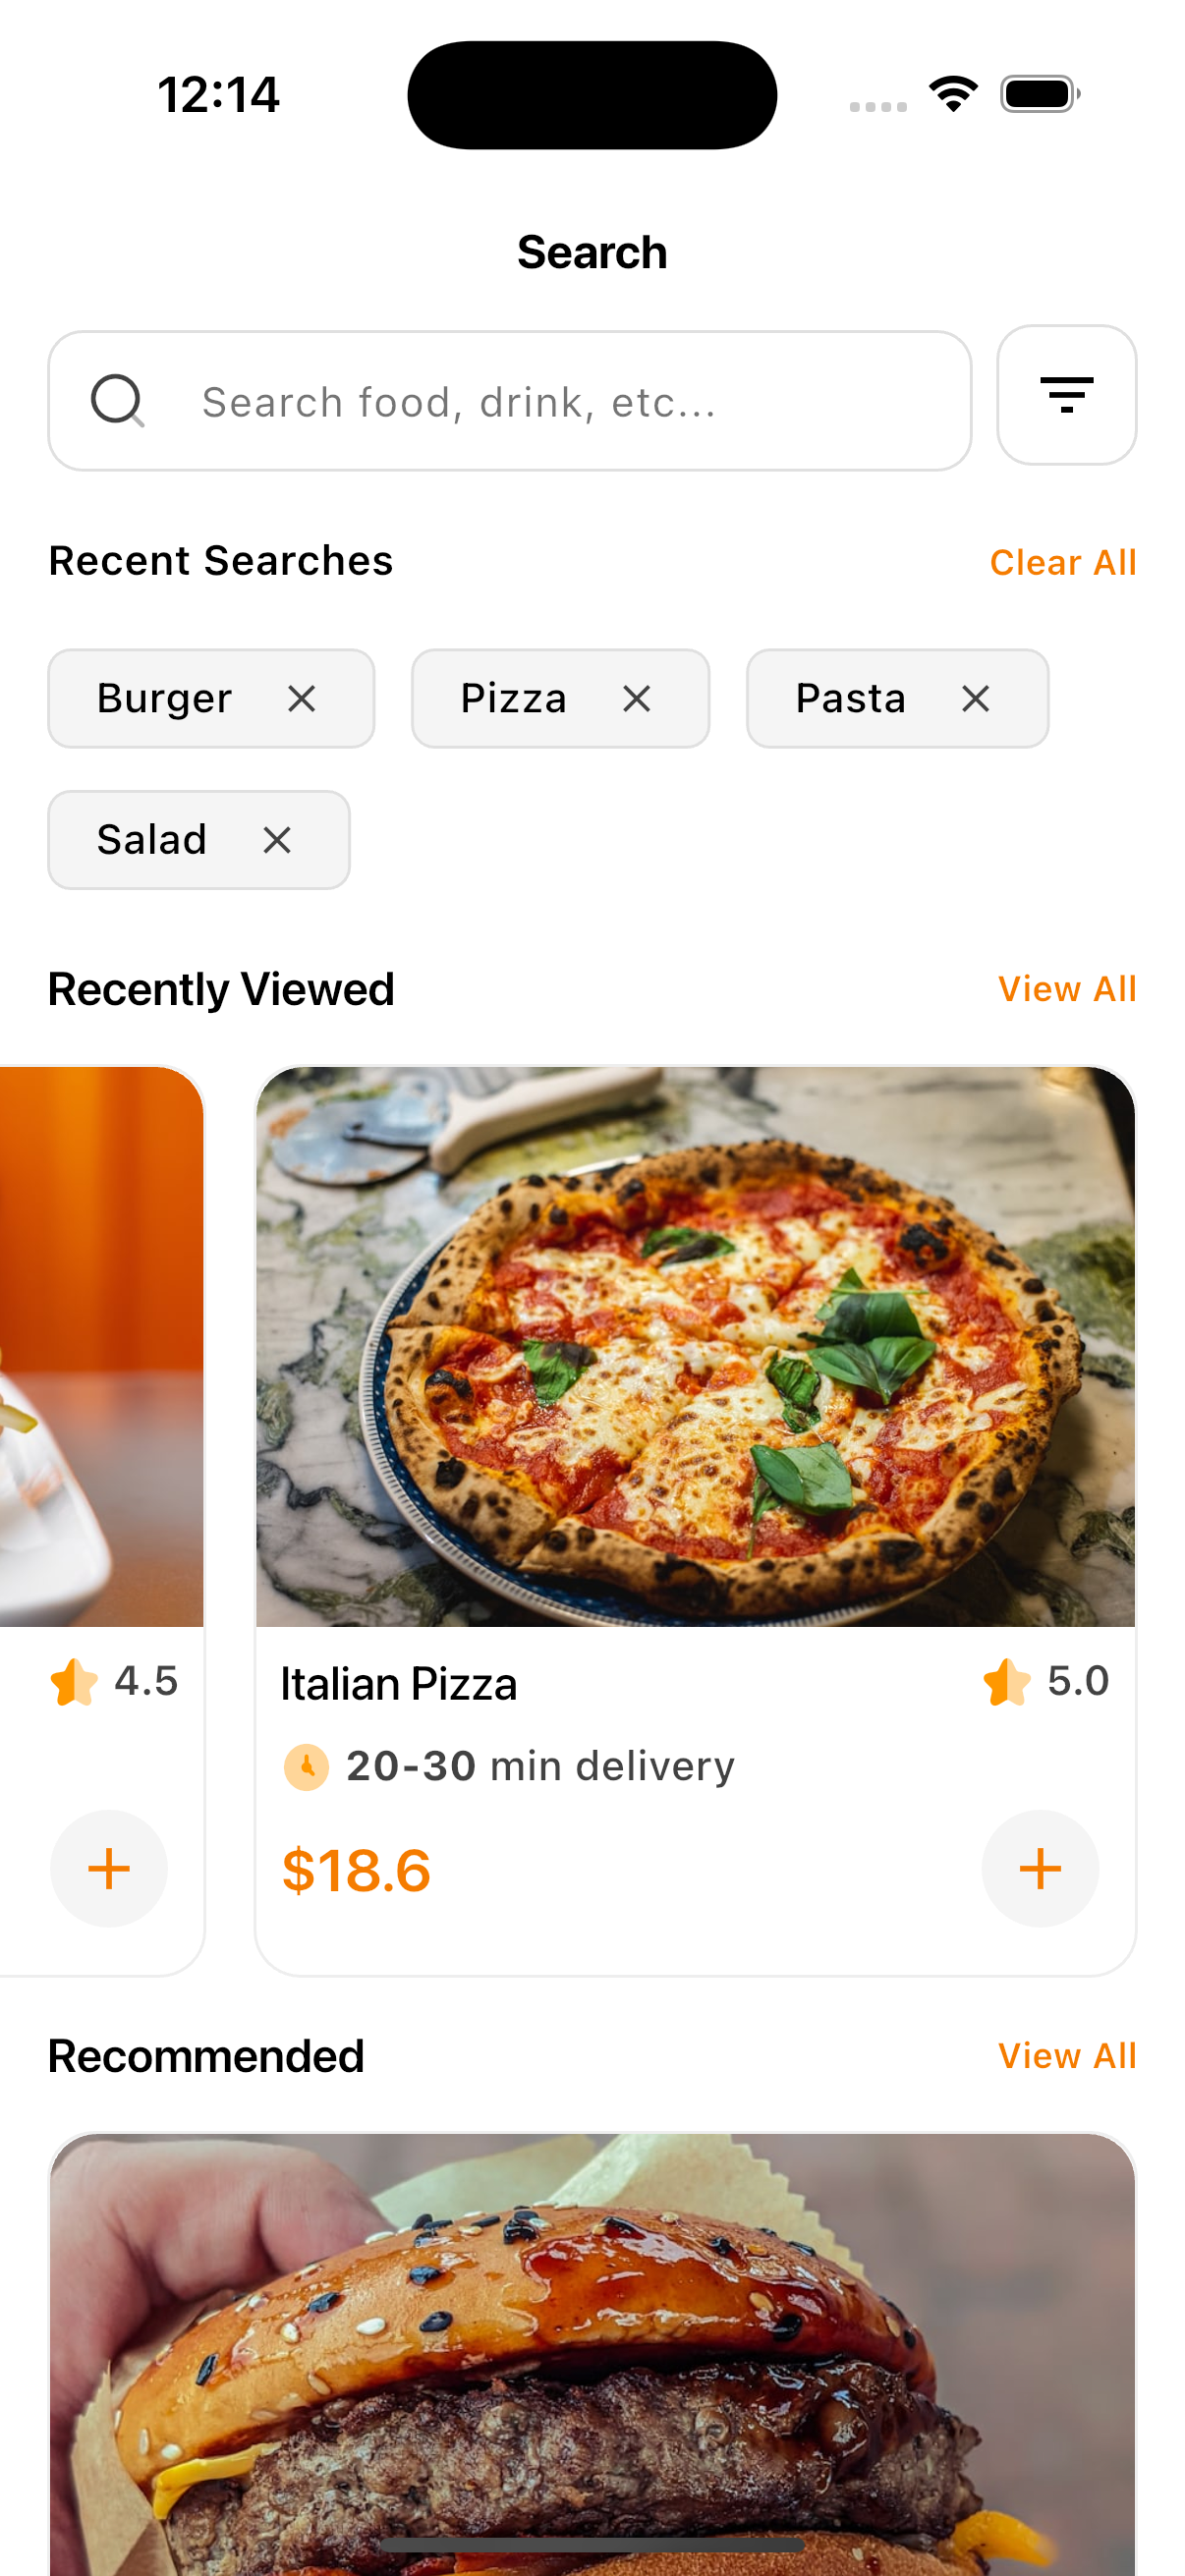 12:14
Search
Search food, drink, etc...
Recent Searches Clear All
Burger Pizza Pasta
Salad
Recently Viewed View All
4.5 Italian Pizza 5.0
20-30 min delivery
$18.6
Recommended View All